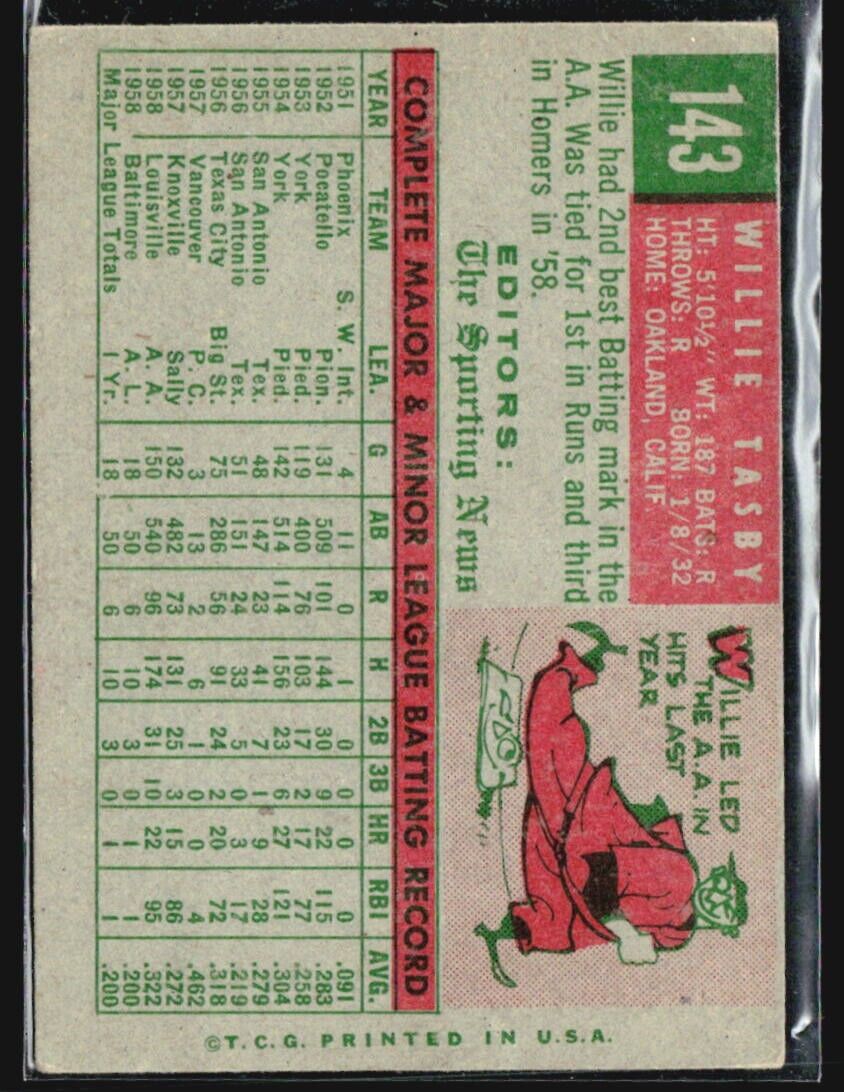 143
WILLIE TASBY
HT: 5'10½" WT: 187 BATS: R
THROWS: R BORN: 1/8/32
HOME: OAKLAND, CALIF
Willie had 2nd best Batting mark in the
A.A. Was tied for 1st in Runs and third
in Homers in '58.
EDITORS:
The Sporting News
WILLIE LED
THE A.A. IN
HITS LAST
YEAR
COMPLETE MAJOR & MINOR LEAGUE BATTING RECORD
YEAR TEAM LEA. G AB R H 2B 3B HR RBI AVG.
1951 Phoenix S. W. Int. 4 11 0 1 0 0 0 0 .091
1952 Pocatello Pion. 131 509 101 144 30 9 22 115 .283
1953 York Pied. 119 400 76 103 17 2 17 77 .258
1954 York Pied. 142 514 114 156 23 6 27 121 .304
1955 San Antonio Tex. 48 147 23 41 7 1 9 28 .279
1956 San Antonio Tex. 51 151 24 33 5 0 3 17 .219
1956 Texas City Big St. 75 286 56 91 24 2 20 72 .318
1957 Vancouver P. C. 3 13 2 6 1 0 0 4 .462
1957 Knoxville Sally 132 482 73 131 25 3 15 86 .272
1958 Louisville A. A. 150 540 96 174 31 10 22 95 .322
1958 Baltimore A. L. 18 50 6 10 3 0 1 1 .200
Major League Totals 1 Yr. 18 50 6 10 3 0 1 1 .200
©T.C.G. PRINTED IN U.S.A.